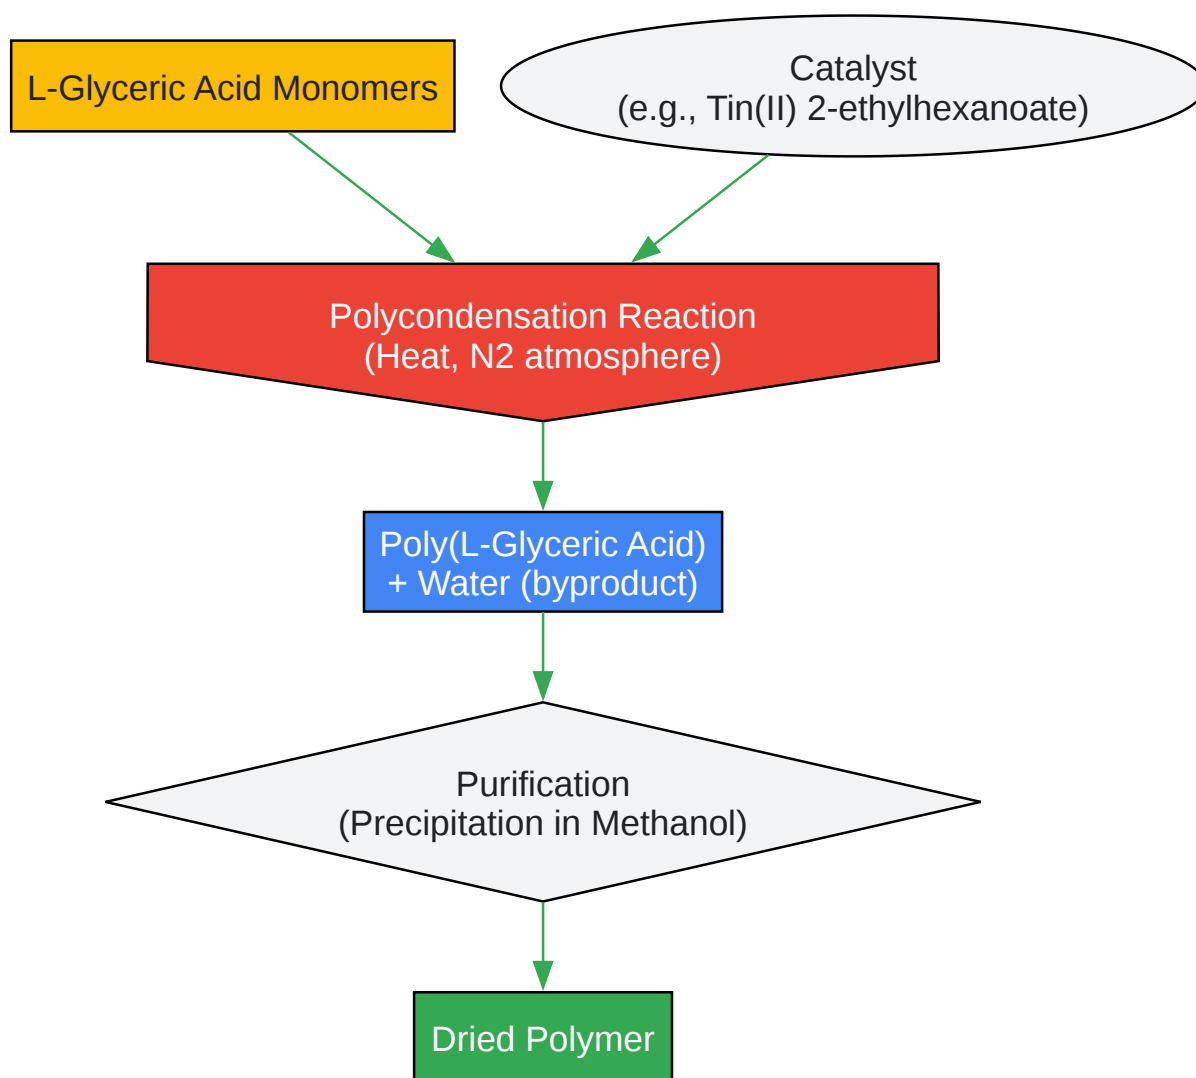 L-Glyceric Acid Monomers
Catalyst
(e.g., Tin(II) 2-ethylhexanoate)
Polycondensation Reaction
(Heat, N2 atmosphere)
Poly(L-Glyceric Acid)
+ Water (byproduct)
Purification
(Precipitation in Methanol)
Dried Polymer